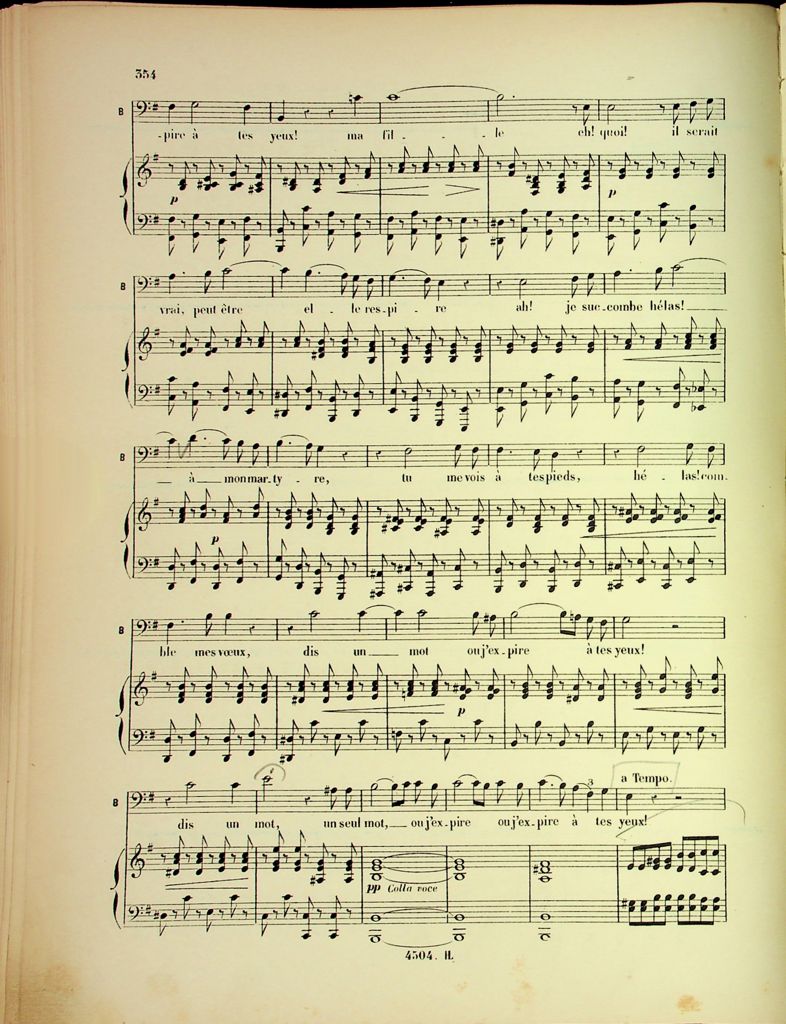 354
B
-pire à tes yeux! ma fil - - - le eh! quoi! il serait
p
p
B
vrai, peut être el - le res - pi - re ah! je suc - combe hélas!
B
à mon mar - ty - re, tu me vois à tes pieds, hé - las! com -
p
B
ble mes vœux, dis un mot ou j'ex - pire à tes yeux!
p
a Tempo.
3
B
dis un mot, un seul mot, ou j'ex - pire ou j'ex - pire à tes yeux!
pp Colla voce
4504. H.